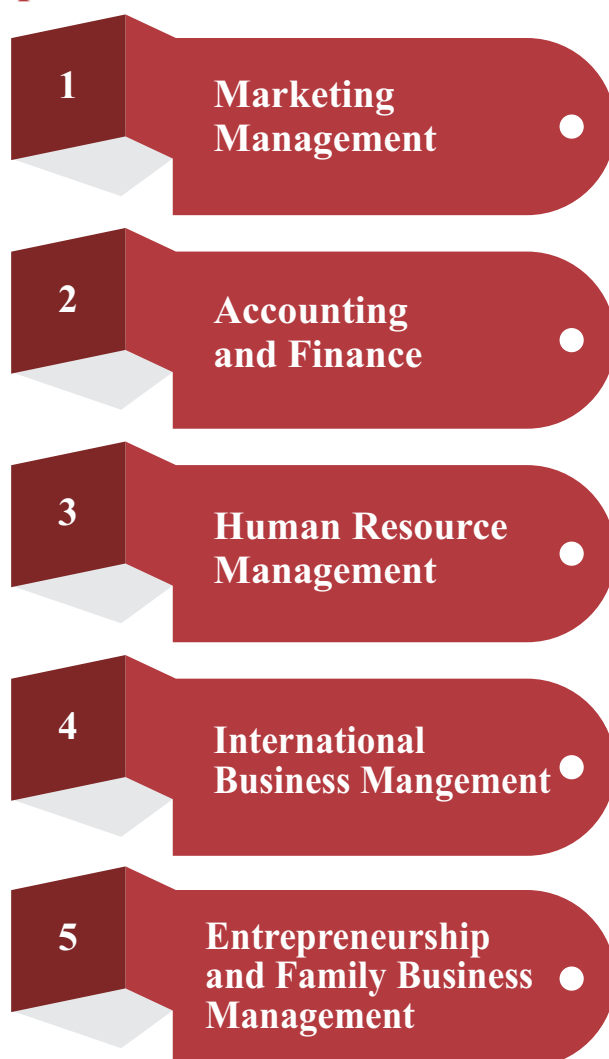 1
Marketing
Management
2
Accounting
and Finance
3
Human Resource
Management
4
International
Business Mangement
5
Entrepreneurship
and Family Business
Management